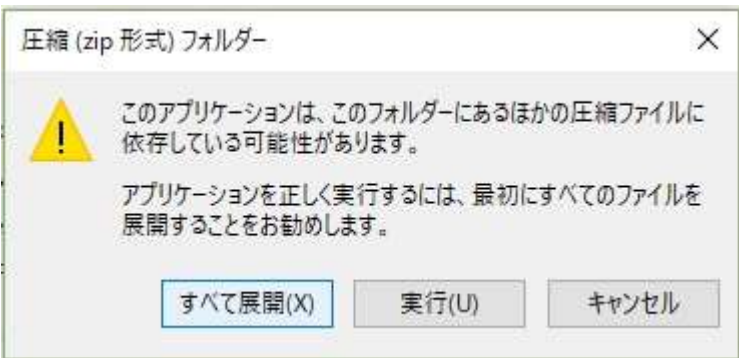 圧縮 (zip 形式) フォルダー
このアプリケーションは、このフォルダーにあるほかの圧縮ファイルに
依存している可能性があります。
アプリケーションを正しく実行するには、最初にすべてのファイルを
展開することをお勧めします。
すべて展開(X) 実行(U) キャンセル